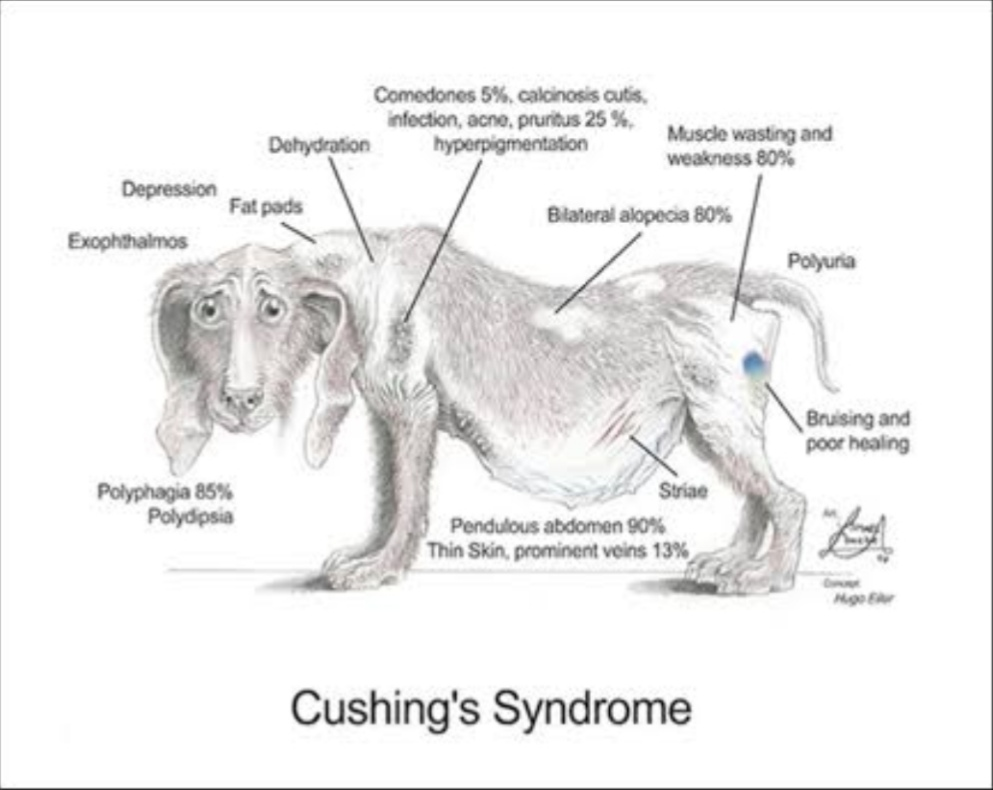 Comedones 5%, calcinosis cutis,
infection, acne, pruritus 25 %,
hyperpigmentation
Dehydration
Muscle wasting and
weakness 80%
Depression
Fat pads
Bilateral alopecia 80%
Exophthalmos
Polyuria
Bruising and
poor healing
Polyphagia 85%
Polydipsia
Striae
Pendulous abdomen 90%
Thin Skin, prominent veins 13%
Art.
Concept.
Hugo Eiler
Cushing's Syndrome